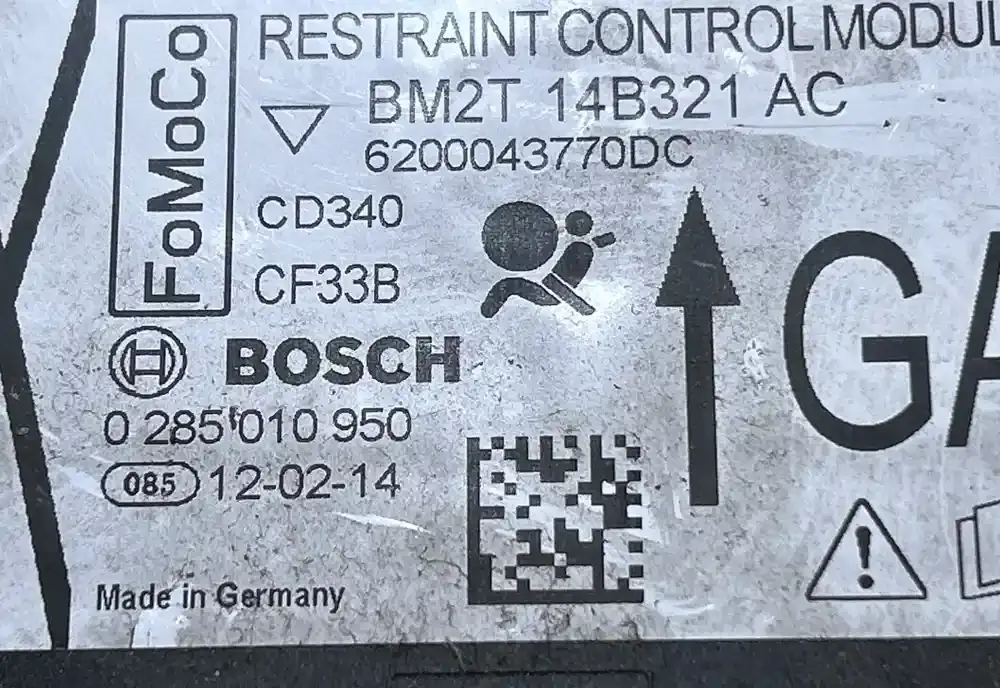 FoMoCo
RESTRAINT CONTROL MODUL
BM2T 14B321 AC
6200043770DC
CD340
CF33B
BOSCH
0 285 010 950
085 12-02-14
Made in Germany
GA